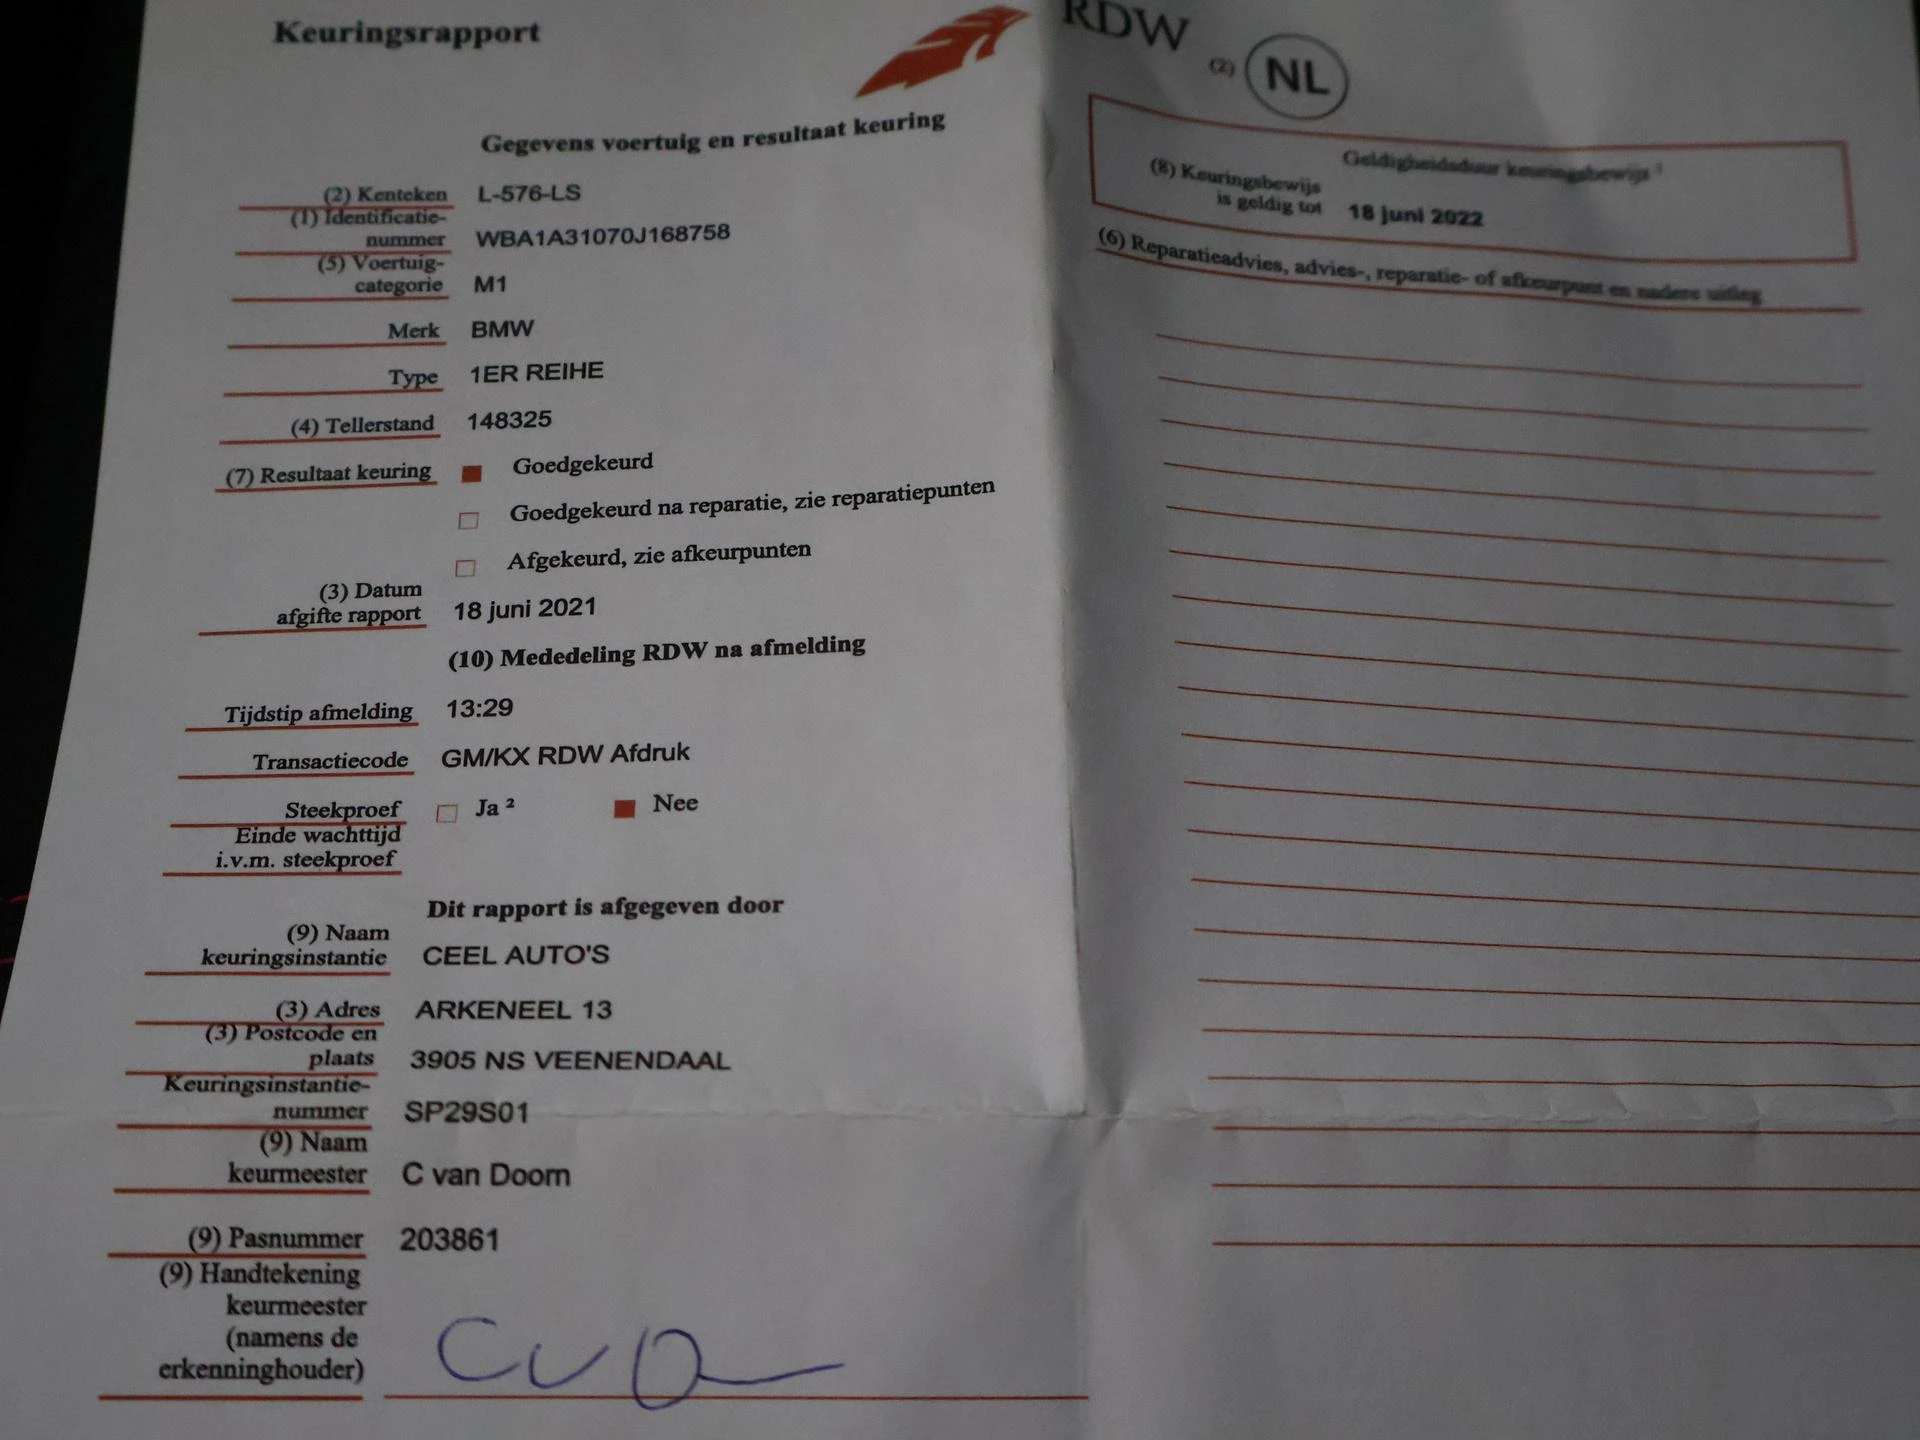 Keuringsrapport
RDW
(2) NL
Gegevens voertuig en resultaat keuring
(2) Kenteken L-576-LS
(1) Identificatie-
nummer WBA1A31070J168758
(5) Voertuig-
categorie M1
Merk BMW
Type 1ER REIHE
(4) Tellerstand 148325
(7) Resultaat keuring Goedgekeurd
Goedgekeurd na reparatie, zie reparatiepunten
Afgekeurd, zie afkeurpunten
(3) Datum
afgifte rapport 18 juni 2021
(10) Mededeling RDW na afmelding
Tijdstip afmelding 13:29
Transactiecode GM/KX RDW Afdruk
Steekproef Ja ² Nee
Einde wachttijd
i.v.m. steekproef
Dit rapport is afgegeven door
(9) Naam
keuringsinstantie CEEL AUTO'S
(3) Adres ARKENEEL 13
(3) Postcode en
plaats 3905 NS VEENENDAAL
Keuringsinstantie-
nummer SP29S01
(9) Naam
keurmeester C van Doorn
(9) Pasnummer 203861
(9) Handtekening
keurmeester
(namens de
erkenninghouder)
Geldigheidsduur keuringsbewijs ¹
(8) Keuringsbewijs
is geldig tot 18 juni 2022
(6) Reparatieadvies, advies-, reparatie- of afkeurpunt en nadere uitleg